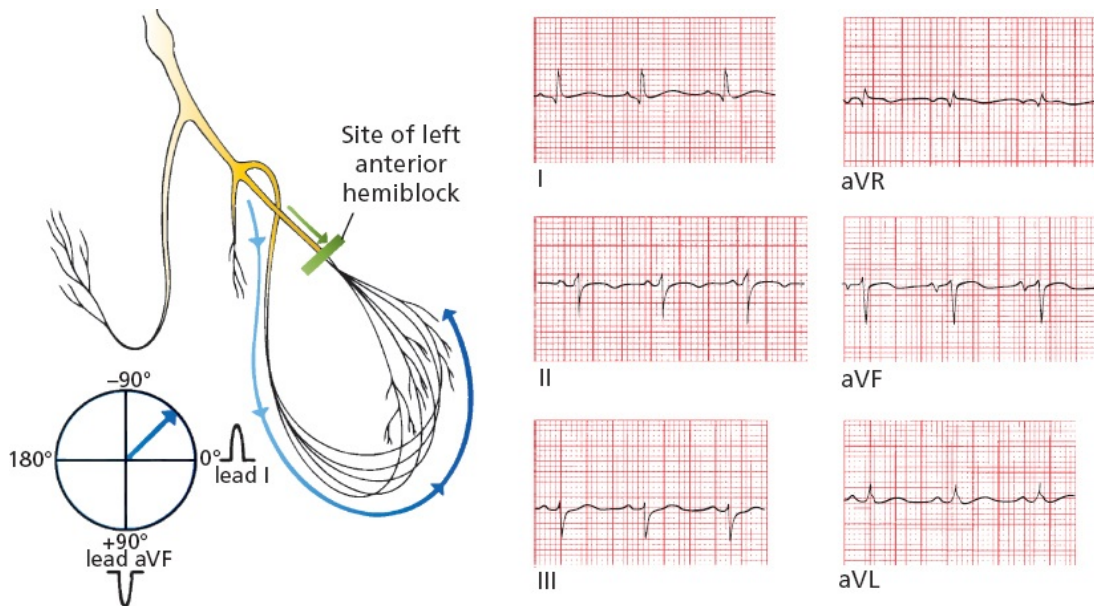 Site of left
anterior
hemiblock
–90°
180°
0°
lead I
+90°
lead aVF
I
aVR
II
aVF
III
aVL